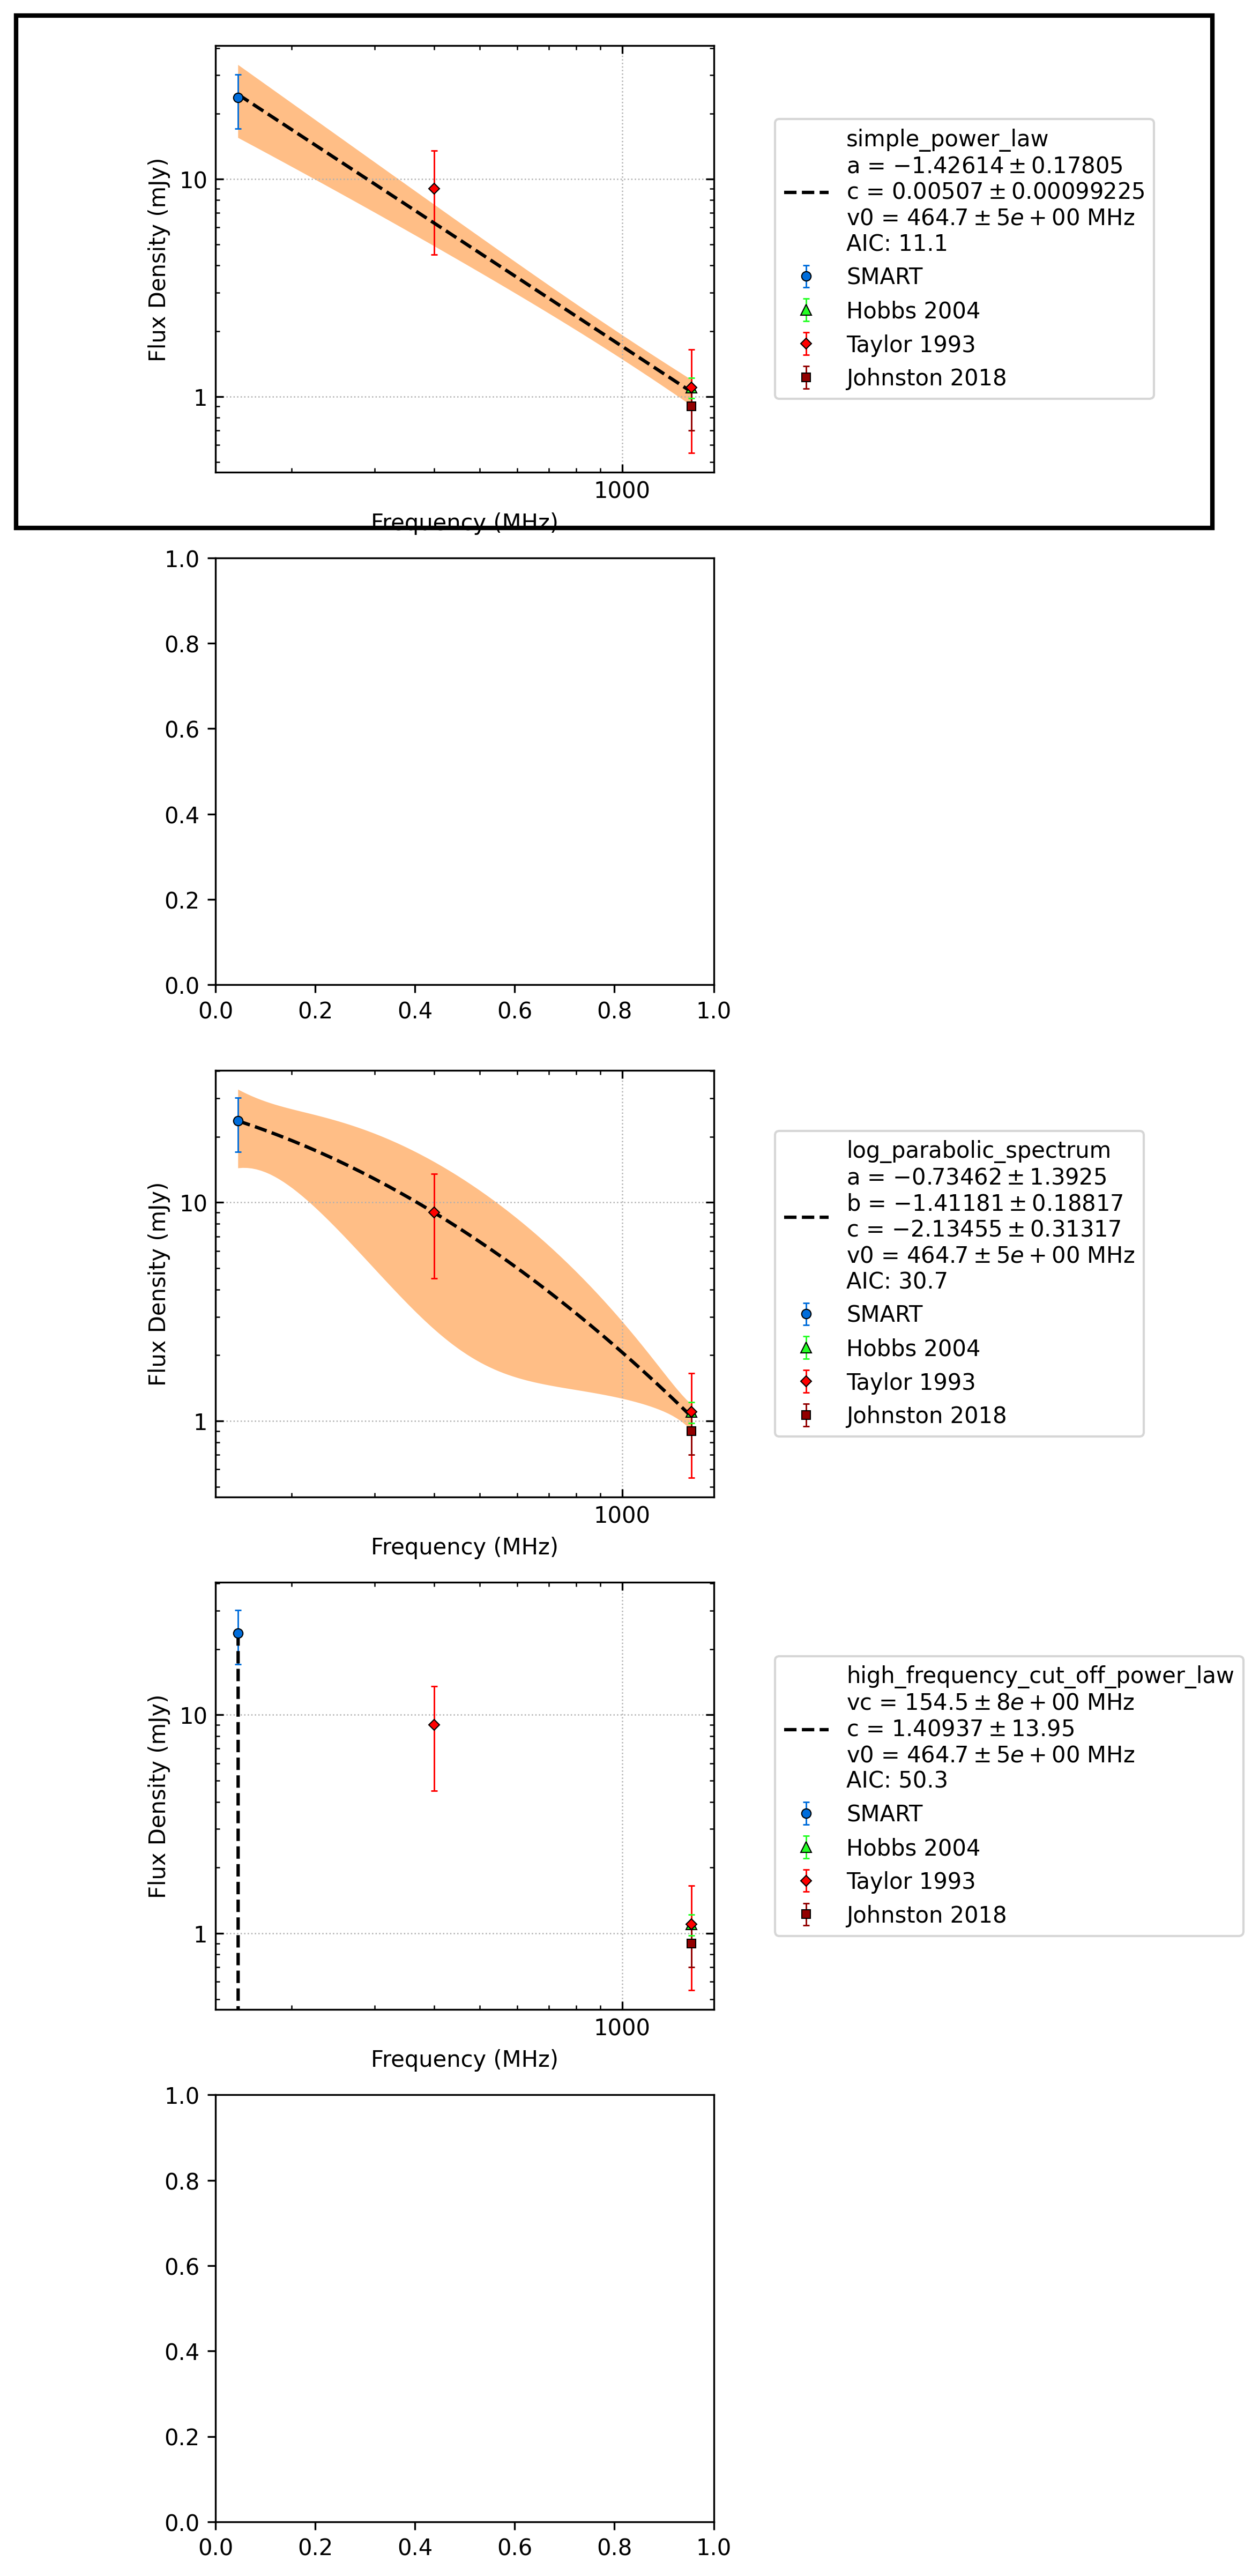 10
1
Flux Density (mJy)
1000
Frequency (MHz)
simple_power_law
a = −1.42614 ± 0.17805
c = 0.00507 ± 0.00099225
v0 = 464.7 ± 5e + 00 MHz
AIC: 11.1
SMART
Hobbs 2004
Taylor 1993
Johnston 2018
1.0
0.8
0.6
0.4
0.2
0.0
0.0 0.2 0.4 0.6 0.8 1.0
10
1
Flux Density (mJy)
1000
Frequency (MHz)
log_parabolic_spectrum
a = −0.73462 ± 1.3925
b = −1.41181 ± 0.18817
c = −2.13455 ± 0.31317
v0 = 464.7 ± 5e + 00 MHz
AIC: 30.7
SMART
Hobbs 2004
Taylor 1993
Johnston 2018
10
1
Flux Density (mJy)
1000
Frequency (MHz)
high_frequency_cut_off_power_law
vc = 154.5 ± 8e + 00 MHz
c = 1.40937 ± 13.95
v0 = 464.7 ± 5e + 00 MHz
AIC: 50.3
SMART
Hobbs 2004
Taylor 1993
Johnston 2018
1.0
0.8
0.6
0.4
0.2
0.0
0.0 0.2 0.4 0.6 0.8 1.0